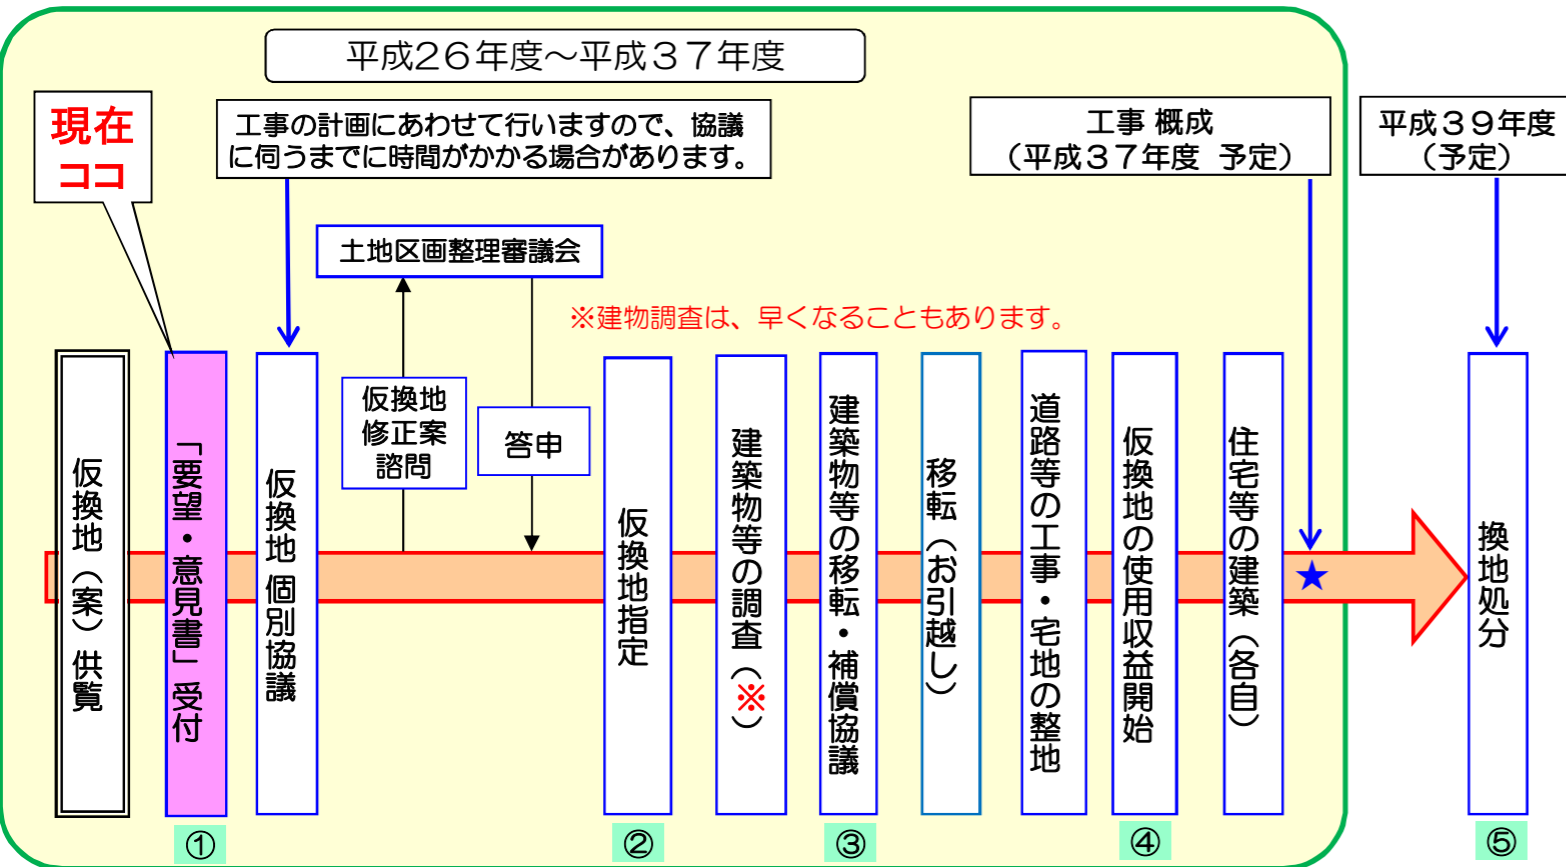 平成26年度～平成３７年度
現在
ココ
工事の計画にあわせて行いますので、協議
に伺うまでに時間がかかる場合があります。
工事 概成
（平成３７年度 予定）
平成３９年度
（予定）
土地区画整理審議会
※建物調査は、早くなることもあります。
仮換地（案）供覧
「要望・意見書」受付
仮換地 個別協議
仮換地
修正案
諮問
答申
仮換地指定
建築物等の調査（※）
建築物等の移転・補償協議
移転（お引越し）
道路等の工事・宅地の整地
仮換地の使用収益開始
住宅等の建築（各自）
★
換地処分
①
②
③
④
⑤